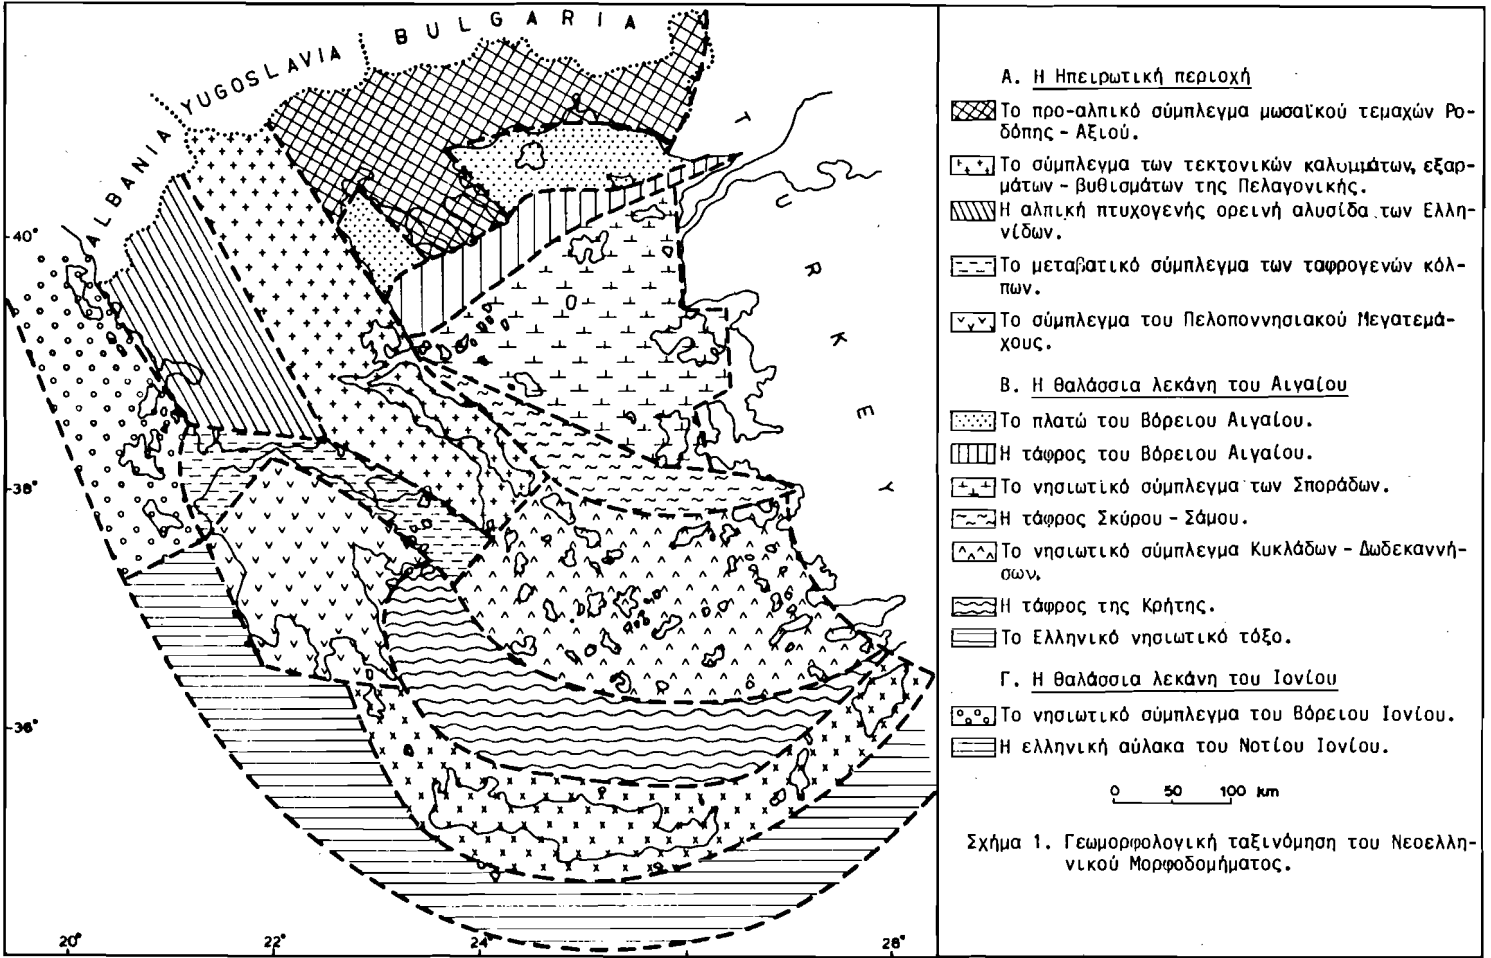 BULGARIA
YUGOSLAVIA
ALBANIA
TURKEY
40°
38°
36°
20°
22°
24°
28°
A. Η Ηπειρωτική περιοχή
Το προ-αλπικό σύμπλεγμα μωσαϊκού τεμαχών Ρο-
δόπης - Αξιού.
Το σύμπλεγμα των τεκτονικών καλυμμάτων, εξαρ-
μάτων - βυθισμάτων της Πελαγονικής.
Η αλπική πτυχογενής ορεινή αλυσίδα των Ελλη-
νίδων.
Το μεταβατικό σύμπλεγμα των ταφρογενών κόλ-
πων.
Το σύμπλεγμα του Πελοποννησιακού Μεγατεμά-
χους.
Β. Η θαλάσσια λεκάνη του Αιγαίου
Το πλατώ του Βόρειου Αιγαίου.
Η τάφρος του Βόρειου Αιγαίου.
Το νησιωτικό σύμπλεγμα των Σποράδων.
Η τάφρος Σκύρου - Σάμου.
Το νησιωτικό σύμπλεγμα Κυκλάδων - Δωδεκαννή-
σων.
Η τάφρος της Κρήτης.
Το Ελληνικό νησιωτικό τόξο.
Γ. Η θαλάσσια λεκάνη του Ιονίου
Το νησιωτικό σύμπλεγμα του Βόρειου Ιονίου.
Η ελληνική αύλακα του Νοτίου Ιονίου.
0 50 100 km
Σχήμα 1. Γεωμορφολογική ταξινόμηση του Νεοελλη-
νικού Μορφοδομήματος.